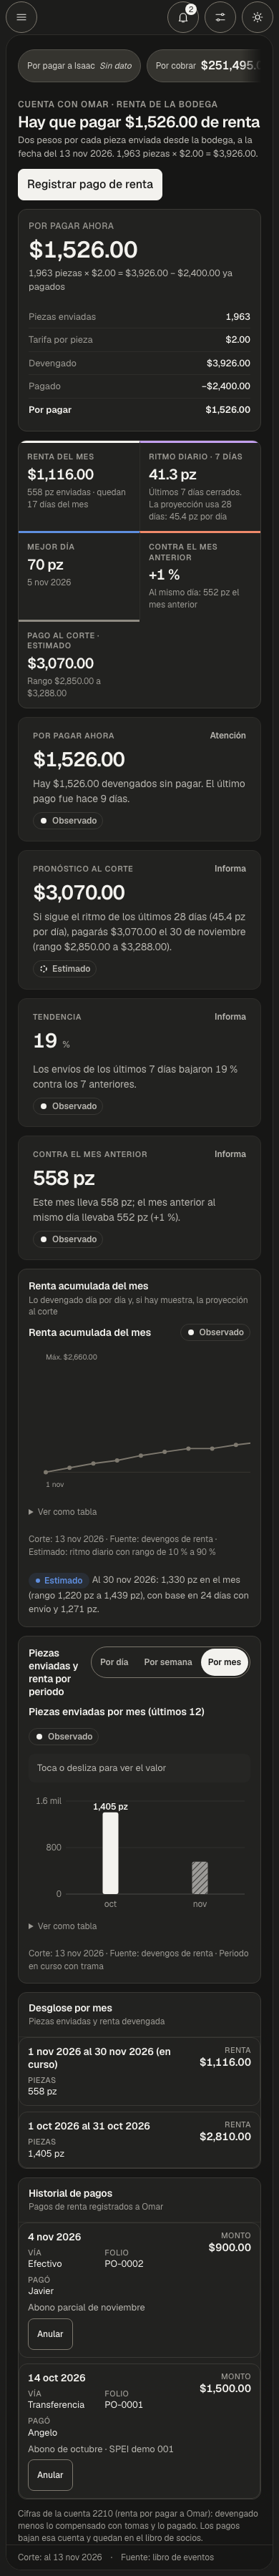 2
Por pagar a Isaac Sin dato
Por cobrar $251,495.0
CUENTA CON OMAR · RENTA DE LA BODEGA
Hay que pagar $1,526.00 de renta
Dos pesos por cada pieza enviada desde la bodega, a la
fecha del 13 nov 2026. 1,963 piezas × $2.00 = $3,926.00.
Registrar pago de renta
POR PAGAR AHORA
$1,526.00
1,963 piezas × $2.00 = $3,926.00 − $2,400.00 ya
pagados
Piezas enviadas 1,963
Tarifa por pieza $2.00
Devengado $3,926.00
Pagado −$2,400.00
Por pagar $1,526.00
RENTA DEL MES
$1,116.00
558 pz enviadas · quedan
17 días del mes
RITMO DIARIO · 7 DÍAS
41.3 pz
Últimos 7 días cerrados.
La proyección usa 28
días: 45.4 pz por día
MEJOR DÍA
70 pz
5 nov 2026
CONTRA EL MES
ANTERIOR
+1 %
Al mismo día: 552 pz el
mes anterior
PAGO AL CORTE ·
ESTIMADO
$3,070.00
Rango $2,850.00 a
$3,288.00
POR PAGAR AHORA Atención
$1,526.00
Hay $1,526.00 devengados sin pagar. El último
pago fue hace 9 días.
Observado
PRONÓSTICO AL CORTE Informa
$3,070.00
Si sigue el ritmo de los últimos 28 días (45.4 pz
por día), pagarás $3,070.00 el 30 de noviembre
(rango $2,850.00 a $3,288.00).
Estimado
TENDENCIA Informa
19 %
Los envíos de los últimos 7 días bajaron 19 %
contra los 7 anteriores.
Observado
CONTRA EL MES ANTERIOR Informa
558 pz
Este mes lleva 558 pz; el mes anterior al
mismo día llevaba 552 pz (+1 %).
Observado
Renta acumulada del mes
Lo devengado día por día y, si hay muestra, la proyección
al corte
Renta acumulada del mes Observado
Máx. $2,660.00
1 nov
Ver como tabla
Corte: 13 nov 2026 · Fuente: devengos de renta ·
Estimado: ritmo diario con rango de 10 % a 90 %
Estimado Al 30 nov 2026: 1,330 pz en el mes
(rango 1,220 pz a 1,439 pz), con base en 24 días con
envío y 1,271 pz.
Piezas
enviadas y
renta por
periodo
Por día Por semana Por mes
Piezas enviadas por mes (últimos 12)
Observado
Toca o desliza para ver el valor
1.6 mil
800
0
1,405 pz
oct nov
Ver como tabla
Corte: 13 nov 2026 · Fuente: devengos de renta · Periodo
en curso con trama
Desglose por mes
Piezas enviadas y renta devengada
1 nov 2026 al 30 nov 2026 (en
curso)
RENTA
$1,116.00
PIEZAS
558 pz
1 oct 2026 al 31 oct 2026
RENTA
$2,810.00
PIEZAS
1,405 pz
Historial de pagos
Pagos de renta registrados a Omar
4 nov 2026
MONTO
$900.00
VÍA FOLIO
Efectivo PO-0002
PAGÓ
Javier
Abono parcial de noviembre
Anular
14 oct 2026
MONTO
$1,500.00
VÍA FOLIO
Transferencia PO-0001
PAGÓ
Angelo
Abono de octubre · SPEI demo 001
Anular
Cifras de la cuenta 2210 (renta por pagar a Omar): devengado
menos lo compensado con tomas y lo pagado. Los pagos
bajan esa cuenta y quedan en el libro de socios.
Corte: al 13 nov 2026 · Fuente: libro de eventos